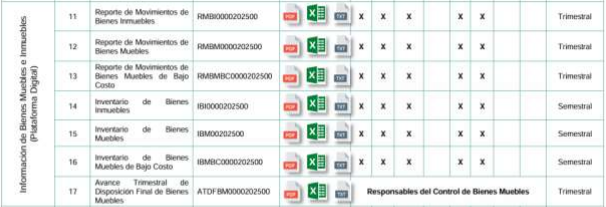 Información de Bienes Muebles e Inmuebles
(Plataforma Digital)
11 Reporte de Movimientos de Bienes Inmuebles RMBI0000202500 PDF X TXT X X X X X Trimestral
12 Reporte de Movimientos de Bienes Muebles RMBM0000202500 PDF X TXT X X X X X Trimestral
13 Reporte de Movimientos de Bienes Muebles de Bajo Costo RMBMBC0000202500 PDF X TXT X X X X X Trimestral
14 Inventario de Bienes Inmuebles IBI0000202500 PDF X TXT X X X X X Semestral
15 Inventario de Bienes Muebles IBM00202500 PDF X TXT X X X X X Semestral
16 Inventario de Bienes Muebles de Bajo Costo IBMBC0000202500 PDF X TXT X X X X X Semestral
17 Avance Trimestral de Disposición Final de Bienes Muebles ATDFBM0000202500 PDF X TXT Responsables del Control de Bienes Muebles Trimestral